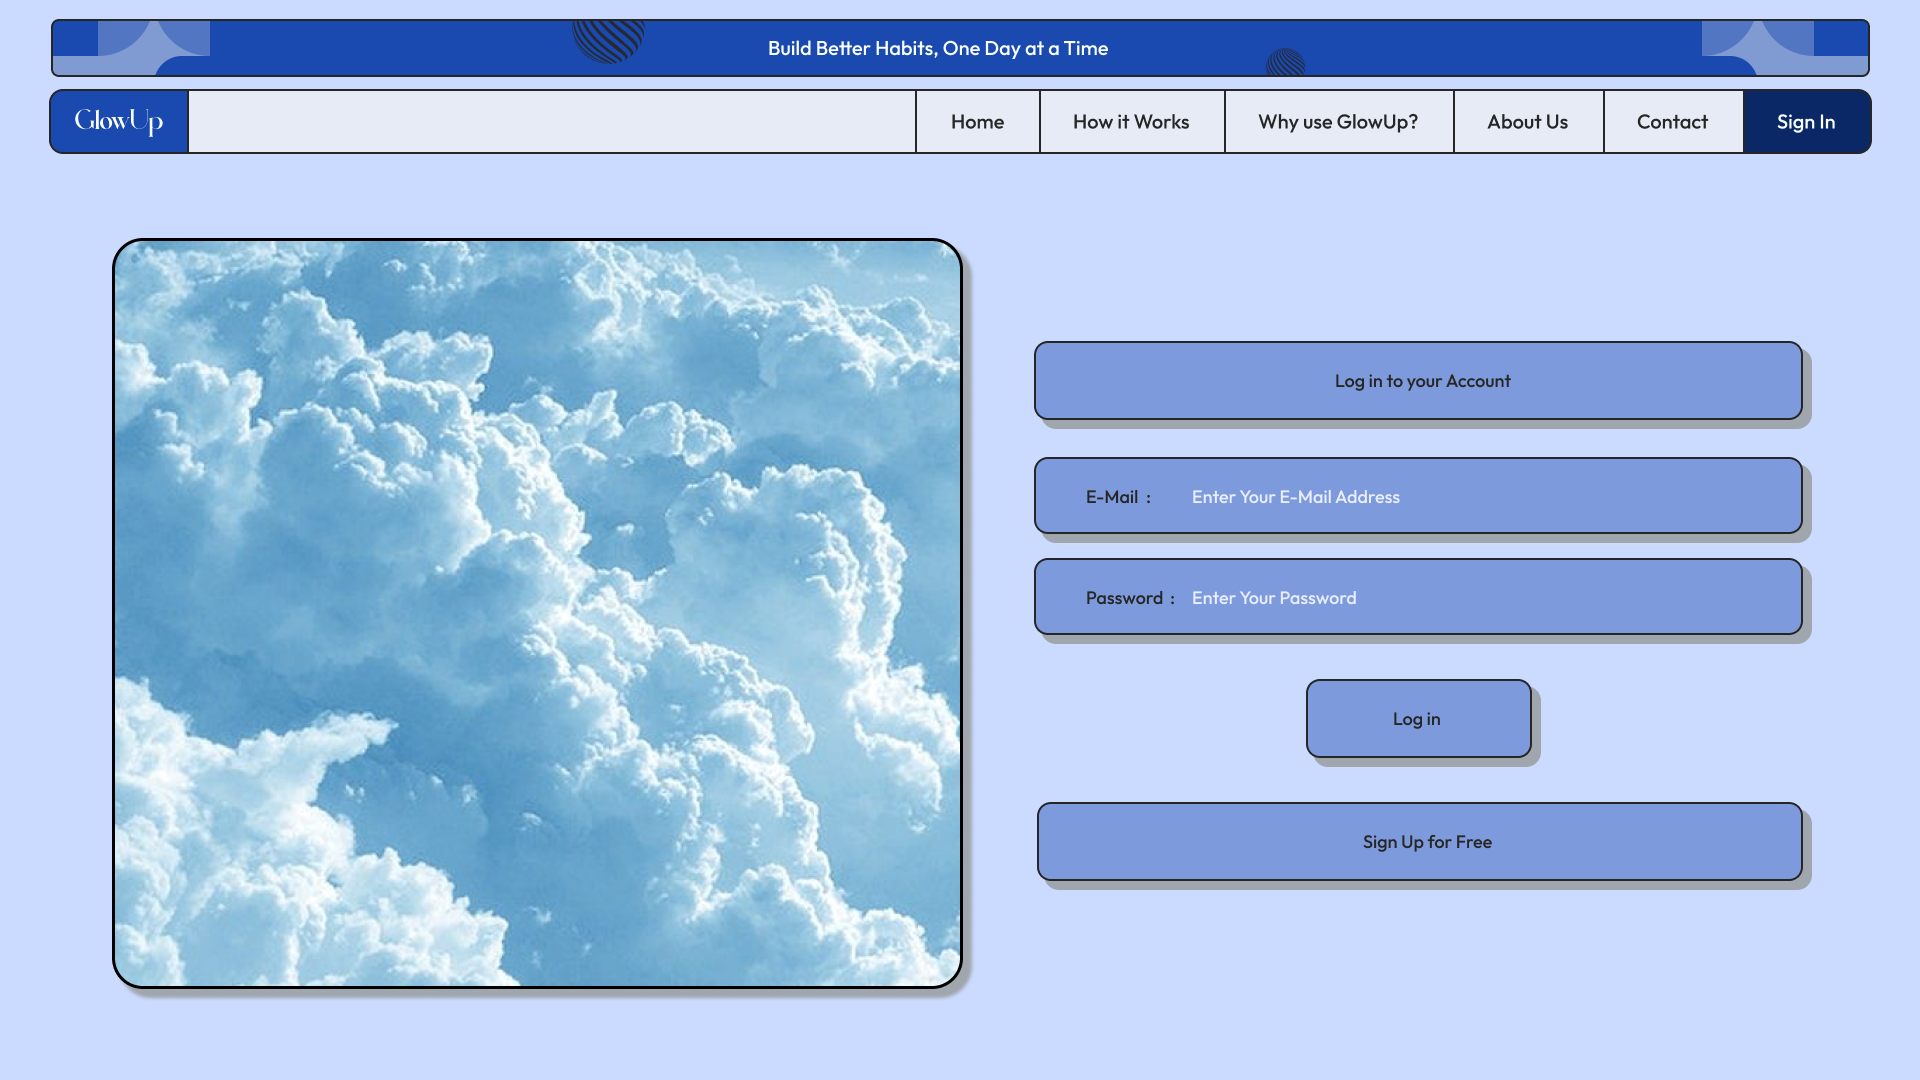 Build Better Habits, One Day at a Time
GlowUp
Home
How it Works
Why use GlowUp?
About Us
Contact
Sign In
Log in to your Account
E-Mail : Enter Your E-Mail Address
Password : Enter Your Password
Log in
Sign Up for Free